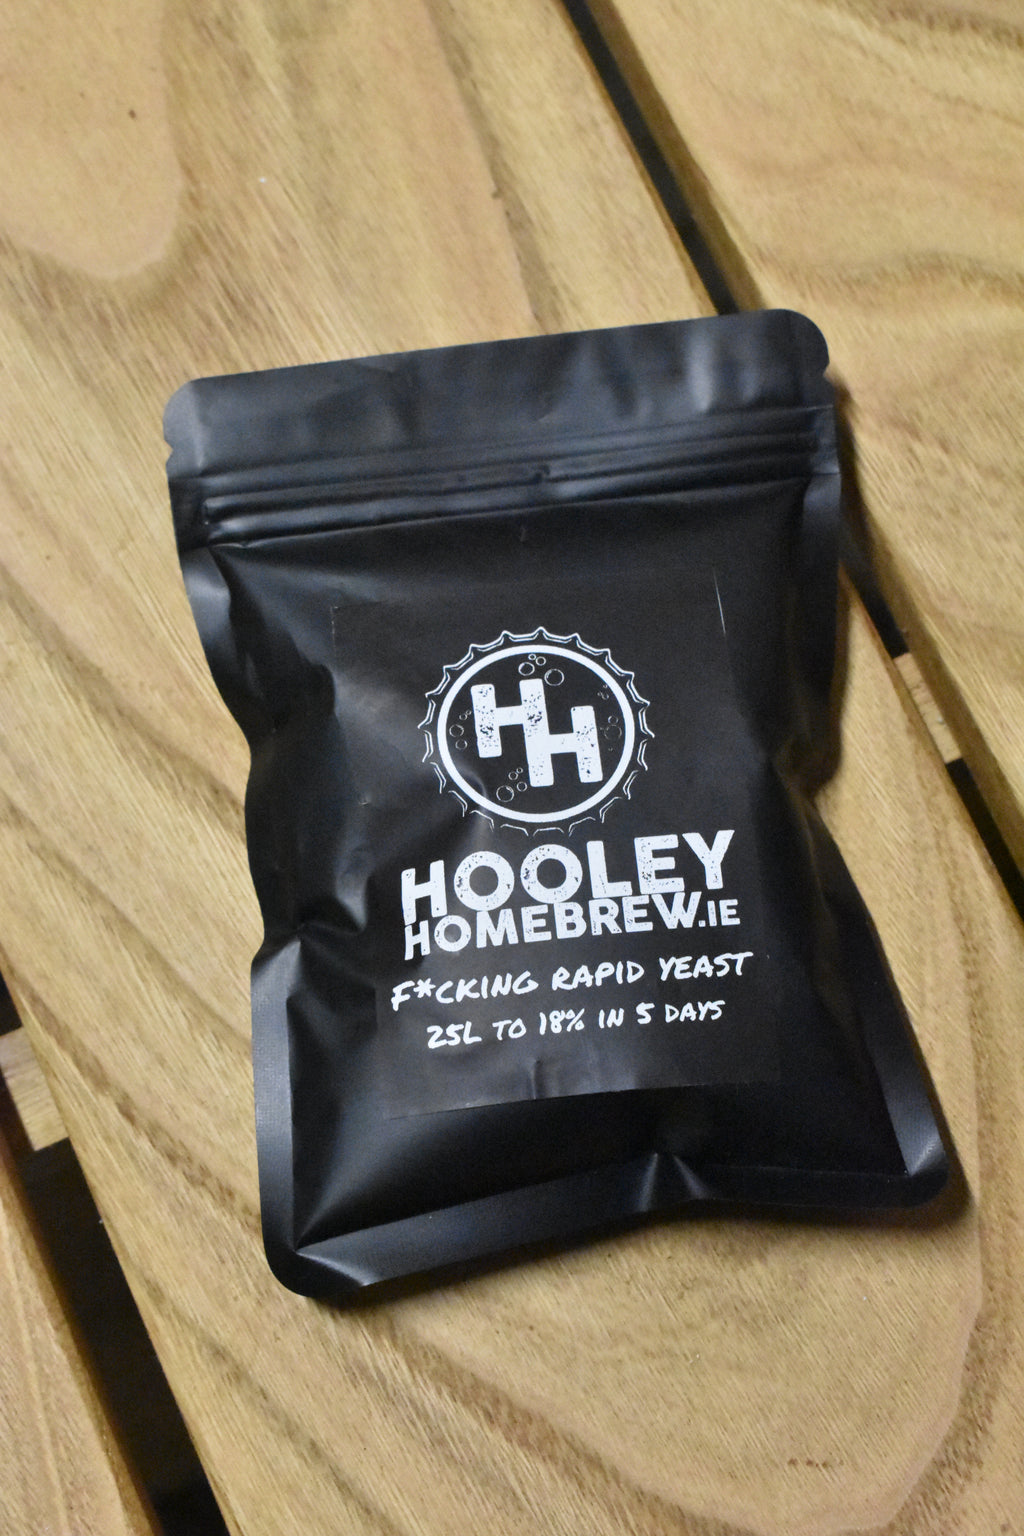 HH
HOOLEY
HOMEBREW.IE
F*CKING RAPID YEAST
25L TO 18% IN 5 DAYS